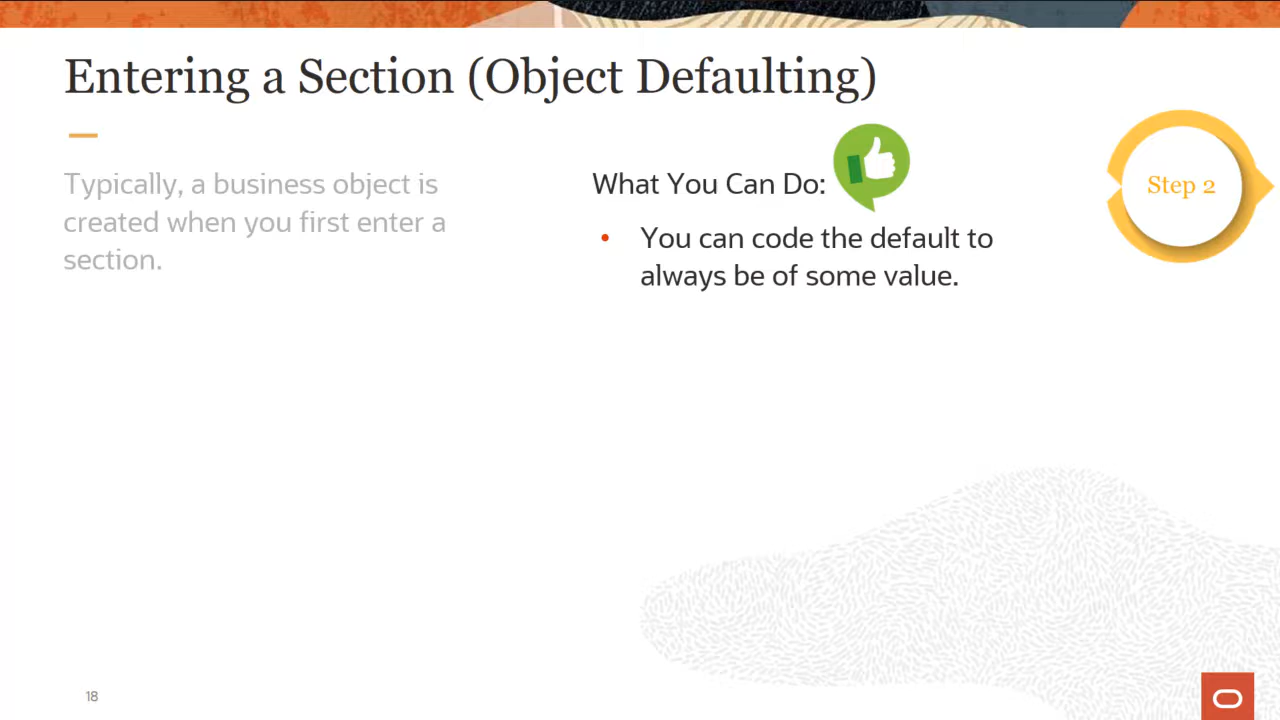 Entering a Section (Object Defaulting)
Typically, a business object is
created when you first enter a
section.
What You Can Do:
• You can code the default to
always be of some value.
Step 2
18